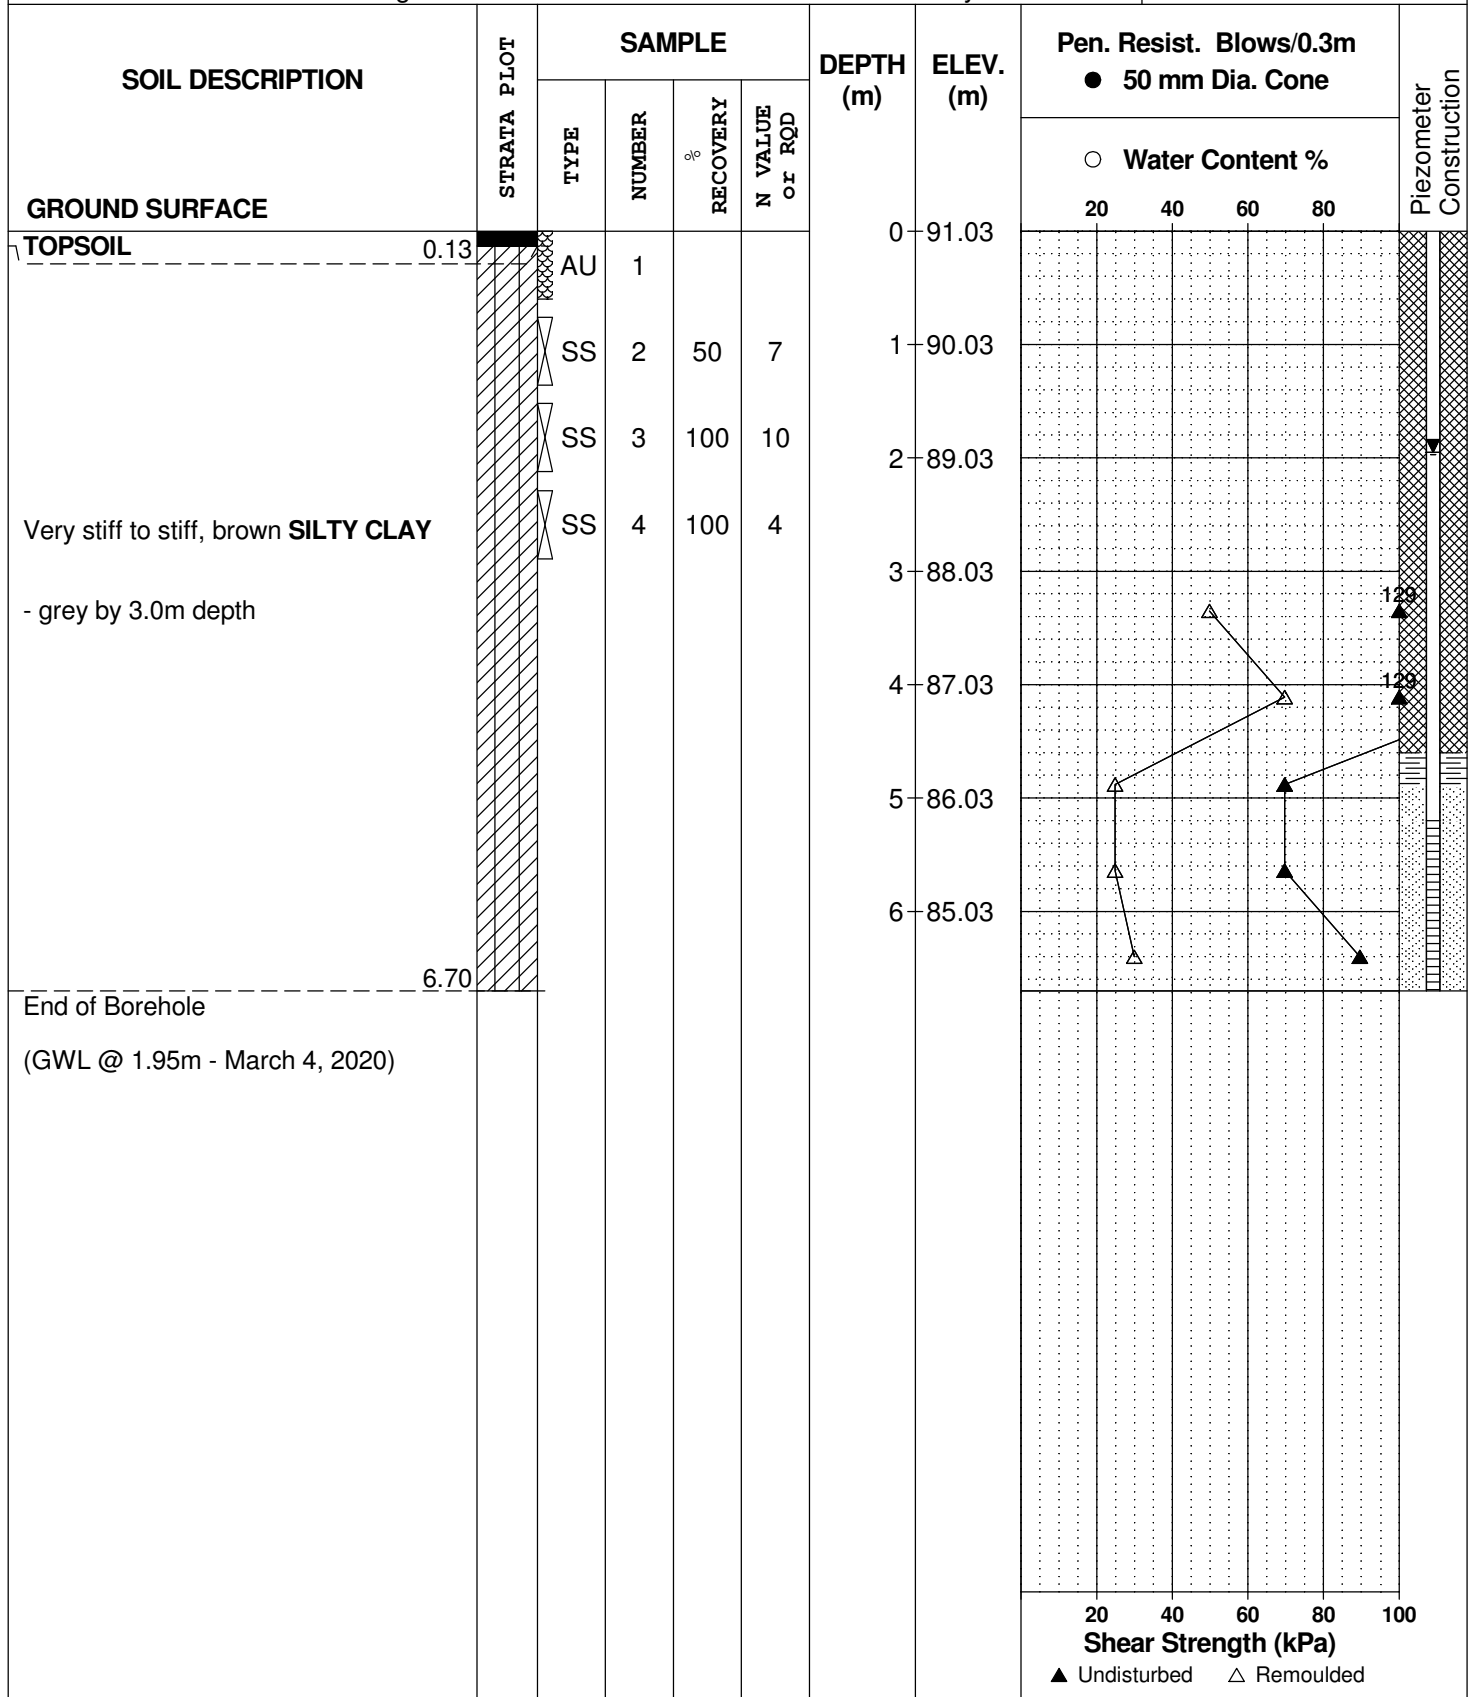 SOIL DESCRIPTION
GROUND SURFACE
STRATA PLOT
SAMPLE
TYPE
NUMBER
% RECOVERY
N VALUE or RQD
DEPTH (m)
ELEV. (m)
Pen. Resist. Blows/0.3m
● 50 mm Dia. Cone
○ Water Content %
20 40 60 80
Piezometer Construction
TOPSOIL 0.13
AU 1
0 91.03
SS 2 50 7
1 90.03
SS 3 100 10
2 89.03
Very stiff to stiff, brown SILTY CLAY
SS 4 100 4
3 88.03
- grey by 3.0m depth
129
4 87.03
129
5 86.03
6 85.03
6.70
End of Borehole
(GWL @ 1.95m - March 4, 2020)
20 40 60 80 100
Shear Strength (kPa)
▲ Undisturbed △ Remoulded